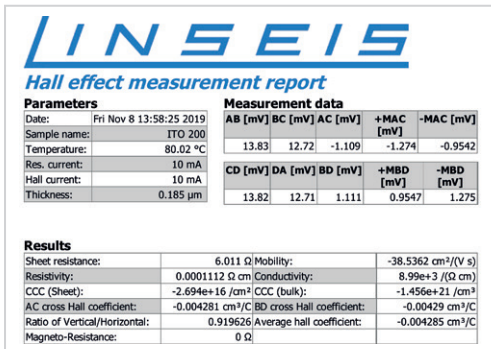 LINSEIS
Hall effect measurement report
Parameters
Date: Fri Nov 8 13:58:25 2019
Sample name: ITO 200
Temperature: 80.02 °C
Res. current: 10 mA
Hall current: 10 mA
Thickness: 0.185 µm
Measurement data
AB [mV] BC [mV] AC [mV] +MAC [mV] -MAC [mV]
13.83 12.72 -1.109 -1.274 -0.9542
CD [mV] DA [mV] BD [mV] +MBD [mV] -MBD [mV]
13.82 12.71 1.111 0.9547 1.275
Results
Sheet resistance: 6.011 Ω Mobility: -38.5362 cm²/(V s)
Resistivity: 0.0001112 Ω cm Conductivity: 8.99e+3 /(Ω cm)
CCC (Sheet): -2.694e+16 /cm² CCC (bulk): -1.456e+21 /cm³
AC cross Hall coefficient: -0.004281 cm³/C BD cross Hall coefficient: -0.00429 cm³/C
Ratio of Vertical/Horizontal: 0.919626 Average hall coefficient: -0.004285 cm³/C
Magneto-Resistance: 0 Ω